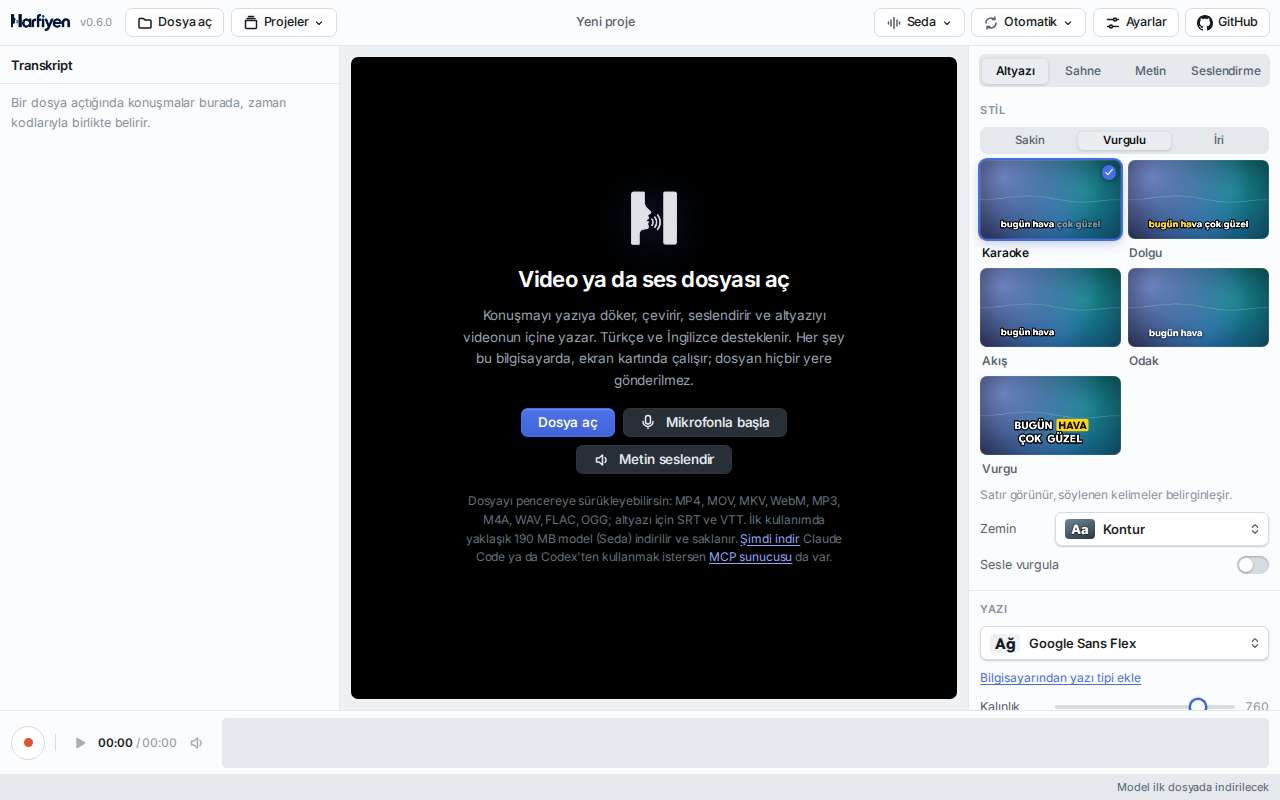 Harfiyen v0.6.0 Dosya aç Projeler Yeni proje Seda Otomatik Ayarlar GitHub
Transkript
Bir dosya açtığında konuşmalar burada, zaman
kodlarıyla birlikte belirir.
Video ya da ses dosyası aç
Konuşmayı yazıya döker, çevirir, seslendirir ve altyazıyı
videonun içine yazar. Türkçe ve İngilizce desteklenir. Her şey
bu bilgisayarda, ekran kartında çalışır; dosyan hiçbir yere
gönderilmez.
Dosya aç Mikrofonla başla
Metin seslendir
Dosyayı pencereye sürükleyebilirsin: MP4, MOV, MKV, WebM, MP3,
M4A, WAV, FLAC, OGG; altyazı için SRT ve VTT. İlk kullanımda
yaklaşık 190 MB model (Seda) indirilir ve saklanır. Şimdi indir Claude
Code ya da Codex'ten kullanmak istersen MCP sunucusu da var.
Altyazı Sahne Metin Seslendirme
STİL
Sakin Vurgulu İri
bugün hava çok güzel bugün hava çok güzel
Karaoke Dolgu
bugün hava bugün hava
Akış Odak
BUGÜN HAVA
ÇOK GÜZEL
Vurgu
Satır görünür, söylenen kelimeler belirginleşir.
Zemin Aa Kontur
Sesle vurgula
YAZI
Ağ Google Sans Flex
Bilgisayarından yazı tipi ekle
Kalınlık 760
00:00 / 00:00
Model ilk dosyada indirilecek